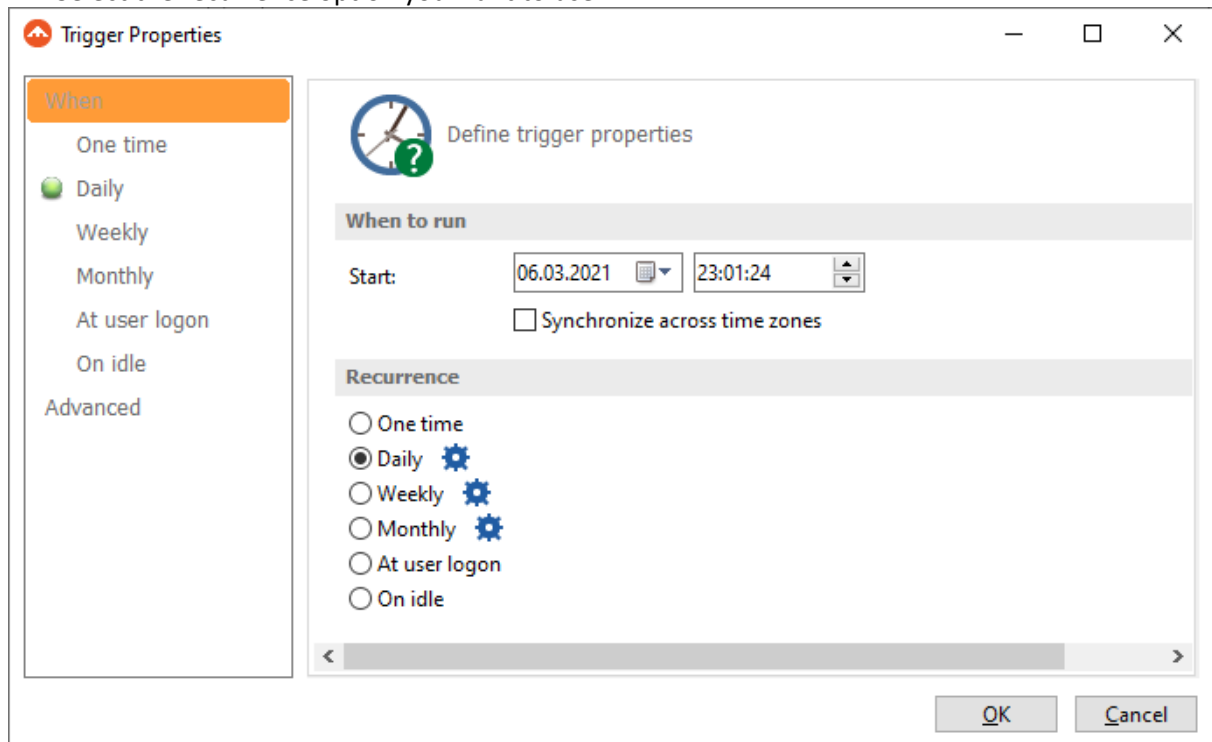 Trigger Properties
When
One time
Daily
Weekly
Monthly
At user logon
On idle
Advanced
Define trigger properties
When to run
Start: 06.03.2021 23:01:24
Synchronize across time zones
Recurrence
One time
Daily
Weekly
Monthly
At user logon
On idle
OK Cancel